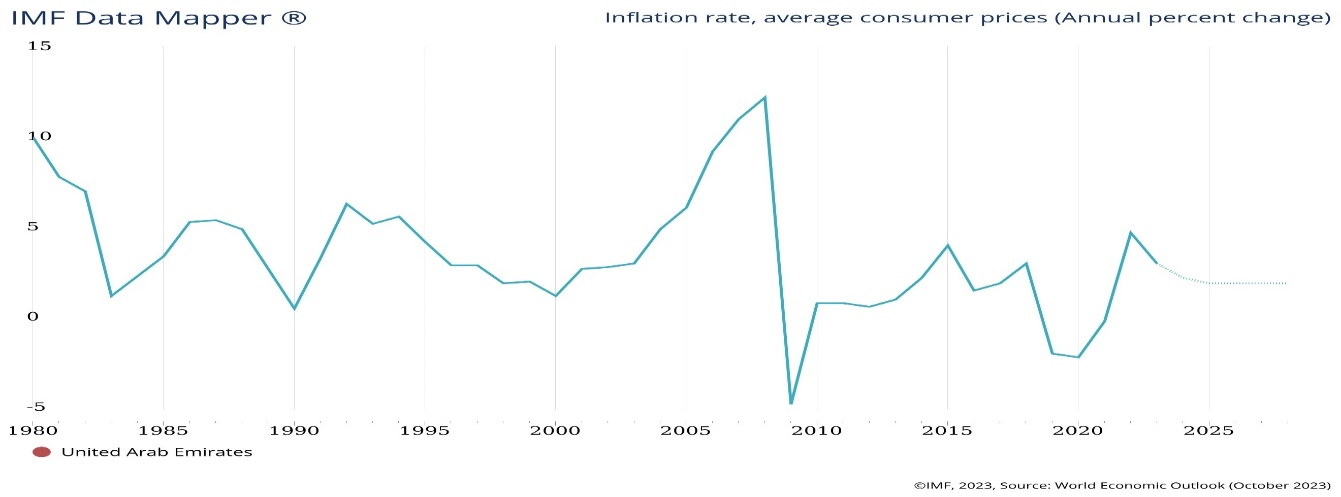 IMF Data Mapper ®
Inflation rate, average consumer prices (Annual percent change)
15
10
5
0
-5
1980 1985 1990 1995 2000 2005 2010 2015 2020 2025
United Arab Emirates
©IMF, 2023, Source: World Economic Outlook (October 2023)